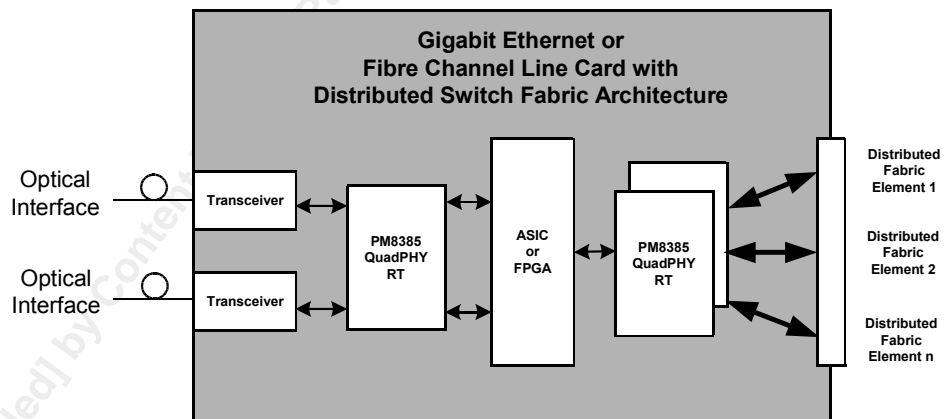 Gigabit Ethernet or
Fibre Channel Line Card with
Distributed Switch Fabric Architecture
Optical
Interface
Transceiver
Optical
Interface
Transceiver
PM8385
QuadPHY
RT
ASIC
or
FPGA
PM8385
QuadPHY
RT
Distributed
Fabric
Element 1
Distributed
Fabric
Element 2
Distributed
Fabric
Element n
by Content